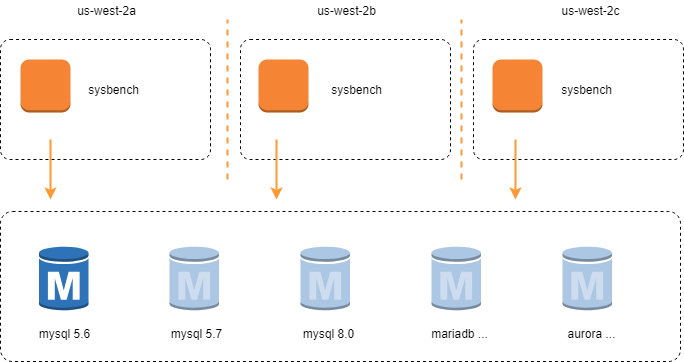 us-west-2a
us-west-2b
us-west-2c
sysbench
sysbench
sysbench
M
M
M
M
M
mysql 5.6
mysql 5.7
mysql 8.0
mariadb ...
aurora ...